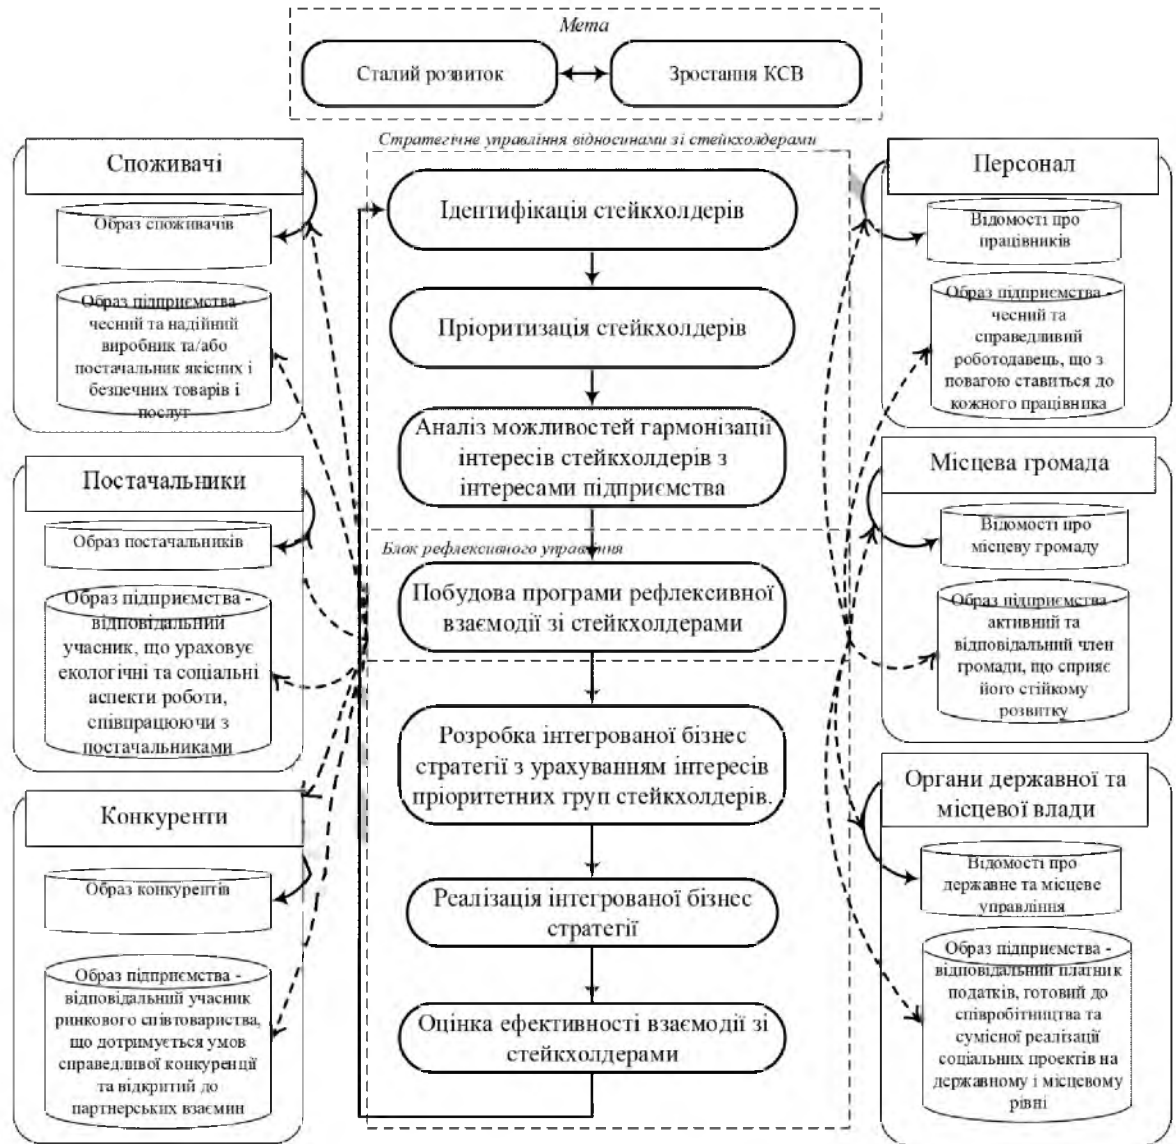 Мета
Сталий розвиток
Зростання КСВ
Стратегічне управління відносинами зі стейкхолдерами
Споживачі
Образ споживачів
Образ підприємства -
чесний та надійний
виробник та/або
постачальник якісних і
безпечних товарів і
послуг
Постачальники
Образ постачальників
Образ підприємства -
відповідальний
учасник, що ураховує
екологічні та соціальні
аспекти роботи,
співпрацюючи з
постачальниками
Конкуренти
Образ конкурентів
Образ підприємства -
відповідальний учасник
ринкового співтовариства,
що дотримується умов
справедливої конкуренції
та відкритий до
партнерських взаємин
Ідентифікація стейкхолдерів
Пріоритизація стейкхолдерів
Аналіз можливостей гармонізації
інтересів стейкхолдерів з
інтересами підприємства
Блок рефлексивного управління
Побудова програми рефлексивної
взаємодії зі стейкхолдерами
Розробка інтегрованої бізнес
стратегії з урахуванням інтересів
пріоритетних груп стейкхолдерів.
Реалізація інтегрованої бізнес
стратегії
Оцінка ефективності взаємодії зі
стейкхолдерами
Персонал
Відомості про
працівників
Образ підприємства -
чесний та
справедливий
роботодавець, що з
повагою ставиться до
кожного працівника
Місцева громада
Відомості про
місцеву громаду
Образ підприємства -
активний та
відповідальний член
громади, що сприяє
його стійкому
розвитку
Органи державної та
місцевої влади
Відомості про
державне та місцеве
управління
Образ підприємства -
відповідальний платник
податків, готовий до
співробітництва та
сумісної реалізації
соціальних проектів на
державному і місцевому
рівні